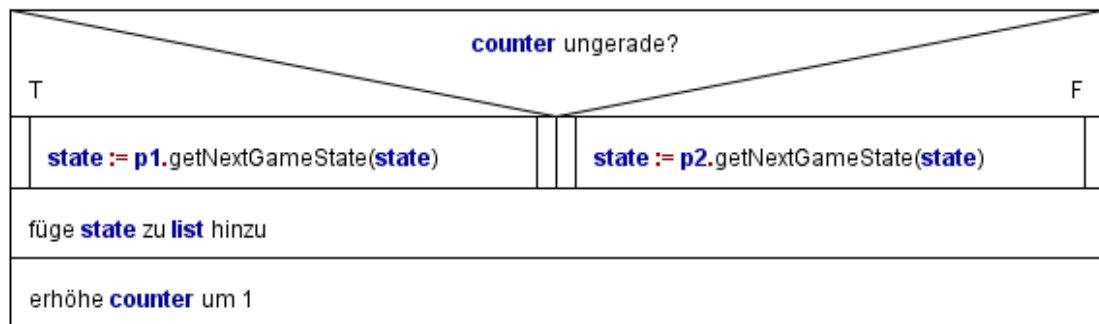 counter ungerade?
T
F
state := p1.getNextGameState(state)
state := p2.getNextGameState(state)
füge state zu list hinzu
erhöhe counter um 1